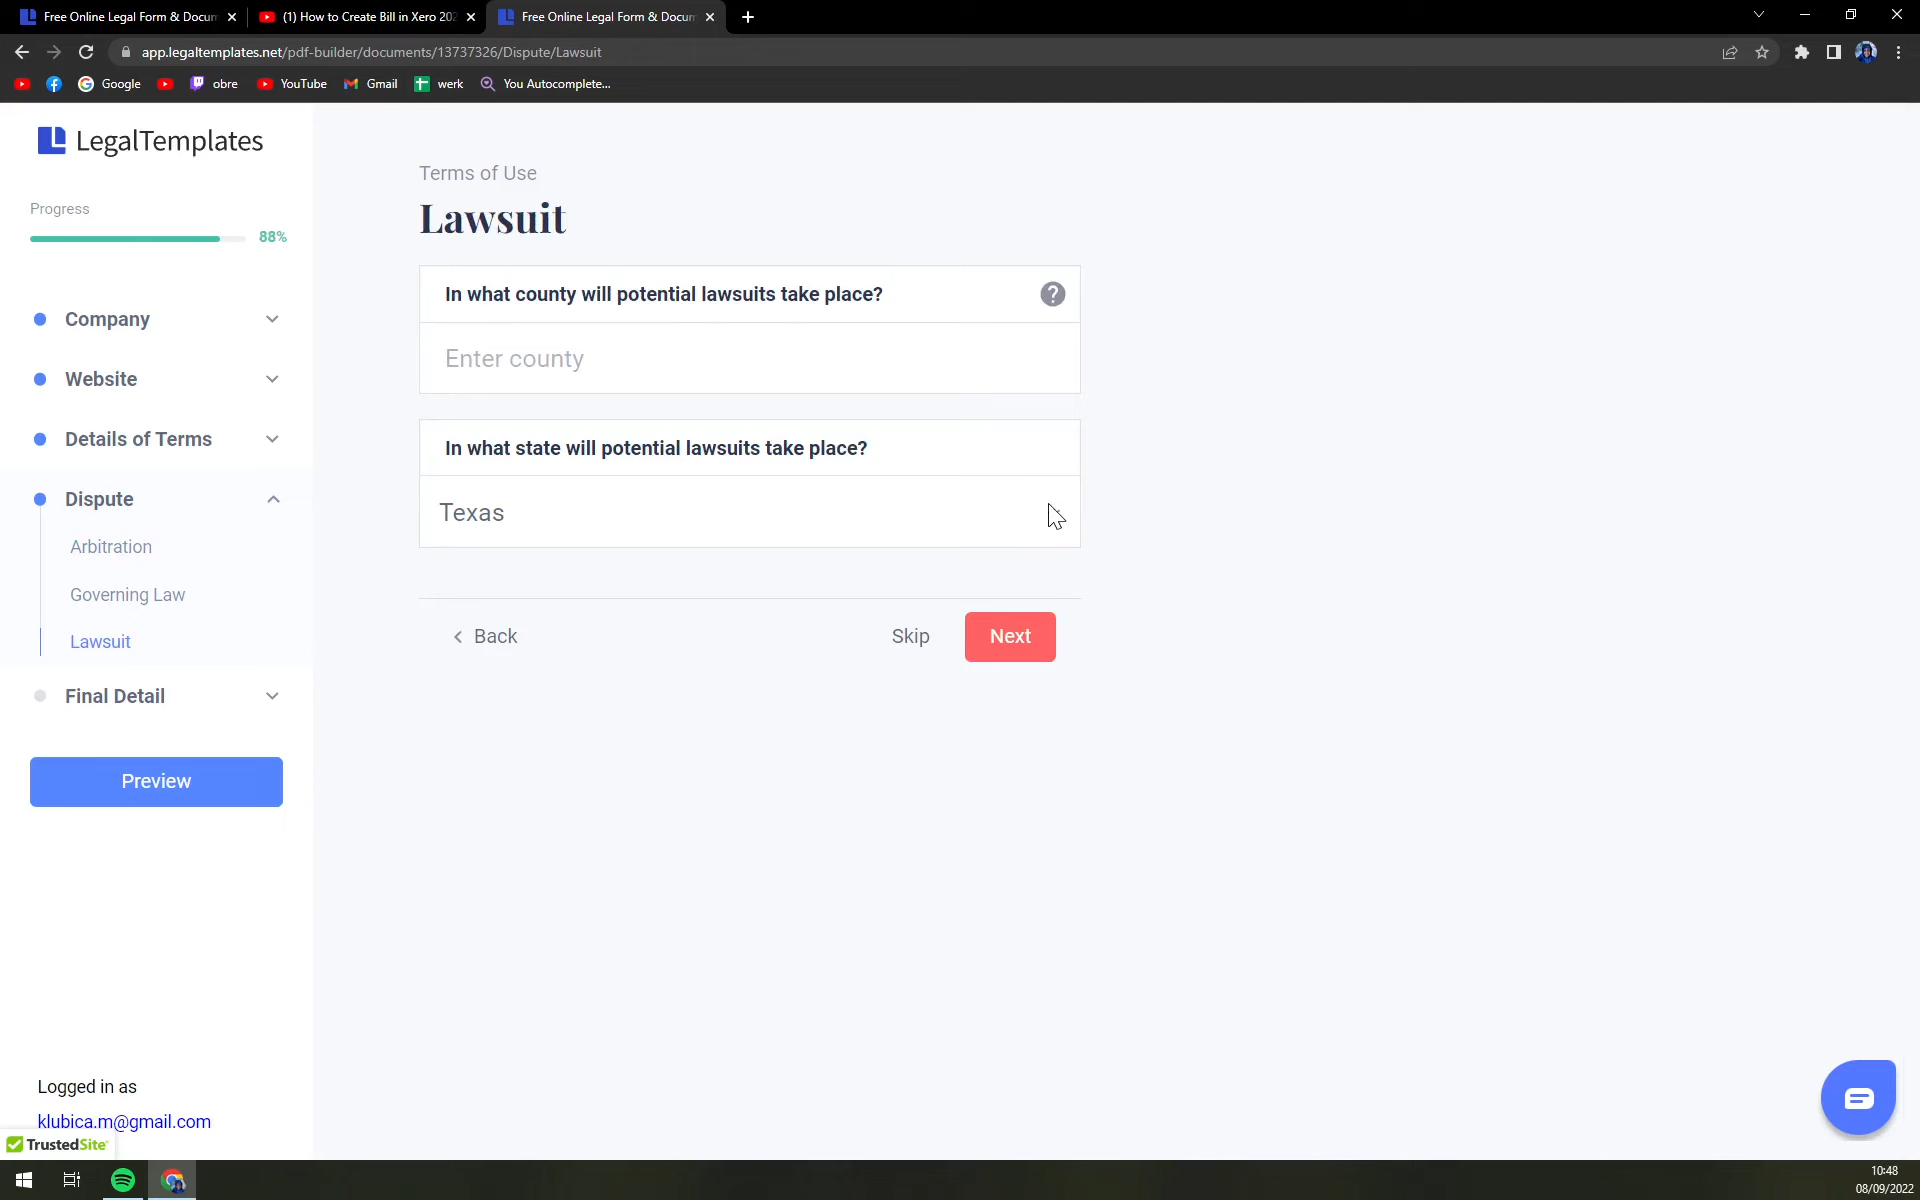 Free Online Legal Form & Docum
(1) How to Create Bill in Xero 202
Free Online Legal Form & Docum
app.legaltemplates.net/pdf-builder/documents/13737326/Dispute/Lawsuit
Google
obre
YouTube
Gmail
werk
You Autocomplete...
LegalTemplates
Progress
88%
Company
Website
Details of Terms
Dispute
Arbitration
Governing Law
Lawsuit
Final Detail
Preview
Logged in as
klubica.m@gmail.com
TrustedSite
Terms of Use
Lawsuit
In what county will potential lawsuits take place?
?
Enter county
In what state will potential lawsuits take place?
Texas
Back
Skip
Next
10:48
08/09/2022